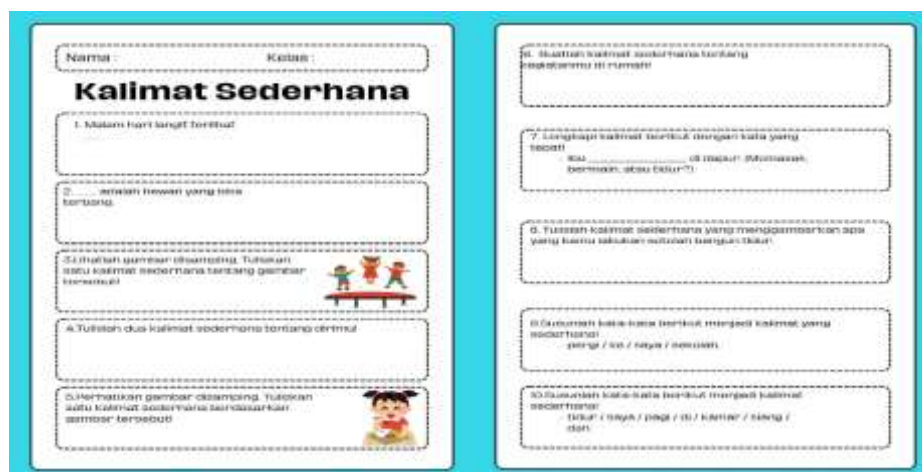 Nama :
Kelas :
Kalimat Sederhana
1. Malam hari langit terlihat
2. .... adalah hewan yang bisa
terbang.
3.Lihatlah gambar disamping. Tuliskan
satu kalimat sederhana tentang gambar
tersebut!
4.Tulislah dua kalimat sederhana tentang dirimu!
5.Perhatikan gambar disamping. Tuliskan
satu kalimat sederhana berdasarkan
gambar tersebut!
6. Buatlah kalimat sederhana tentang
kegiatanmu di rumah!
7. Lengkapi kalimat berikut dengan kata yang
tepat!
Ibu ______________ di dapur. (Memasak,
bermain, atau tidur?)
8. Tulislah kalimat sederhana yang menggambarkan apa
yang kamu lakukan setelah bangun tidur.
9.Susunlah kata-kata berikut menjadi kalimat yang
sederhana!
pergi / ke / saya / sekolah.
10.Susunlah kata-kata berikut menjadi kalimat
sederhana!
tidur / saya / pagi / di / kamar / siang /
dan